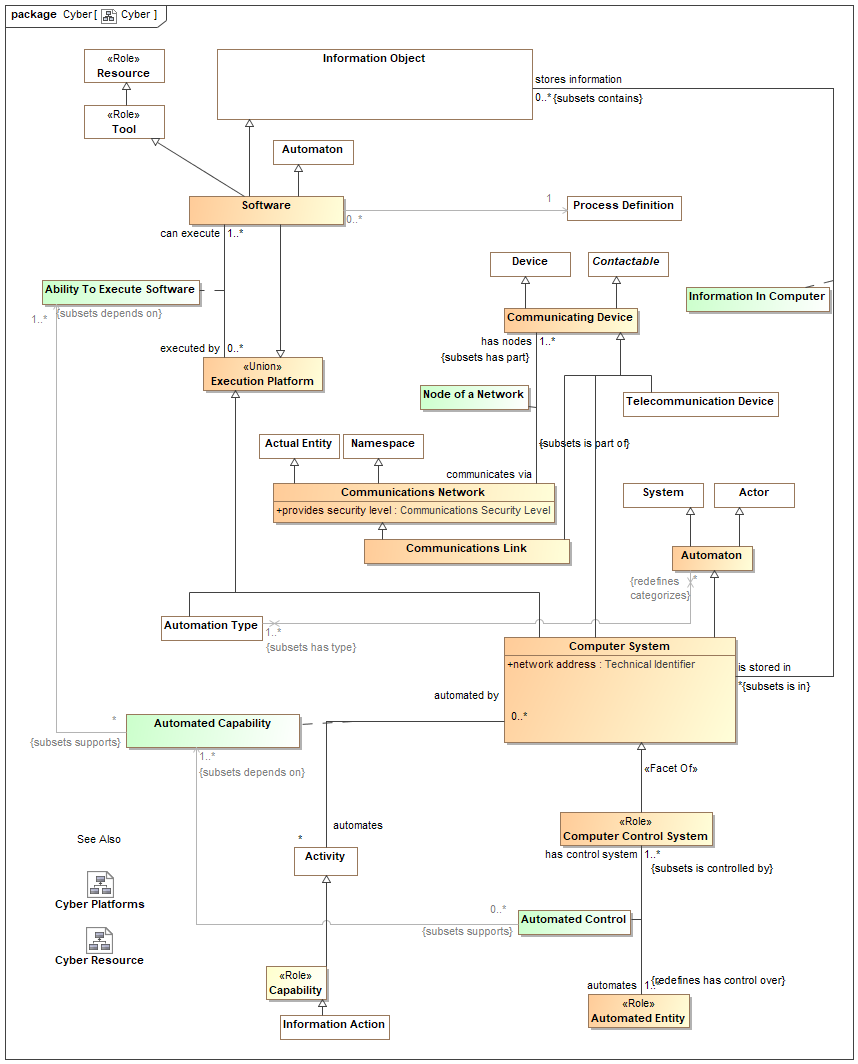 package Cyber [ Cyber ]
«Role»
Resource
Information Object
stores information
0..* {subsets contains}
«Role»
Tool
Automaton
Software
1
0..*
Process Definition
can execute
1..*
Device
Contactable
Ability To Execute Software
{subsets depends on}
1..*
Information In Computer
Communicating Device
has nodes
1..*
{subsets has part}
executed by
0..*
«Union»
Execution Platform
Node of a Network
Telecommunication Device
Actual Entity
Namespace
{subsets is part of}
communicates via
Communications Network
+provides security level : Communications Security Level
System
Actor
Communications Link
Automaton
{redefines
categorizes}
*
Automation Type
1..*
{subsets has type}
Computer System
+network address : Technical Identifier
is stored in
*{subsets is in}
automated by
0..*
*
Automated Capability
{subsets supports}
1..*
{subsets depends on}
«Facet Of»
automates
*
«Role»
Computer Control System
See Also
Activity
has control system
1..*
{subsets is controlled by}
Cyber Platforms
0..*
Automated Control
{subsets supports}
Cyber Resource
«Role»
Capability
automates
1..*
{redefines has control over}
«Role»
Automated Entity
Information Action